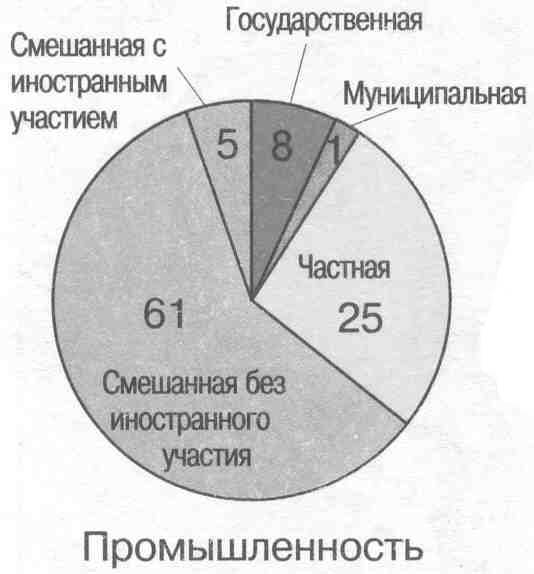 Государственная
Смешанная с
иностранным
участием
Муниципальная
5
8
1
Частная
25
61
Смешанная без
иностранного
участия
Промышленность